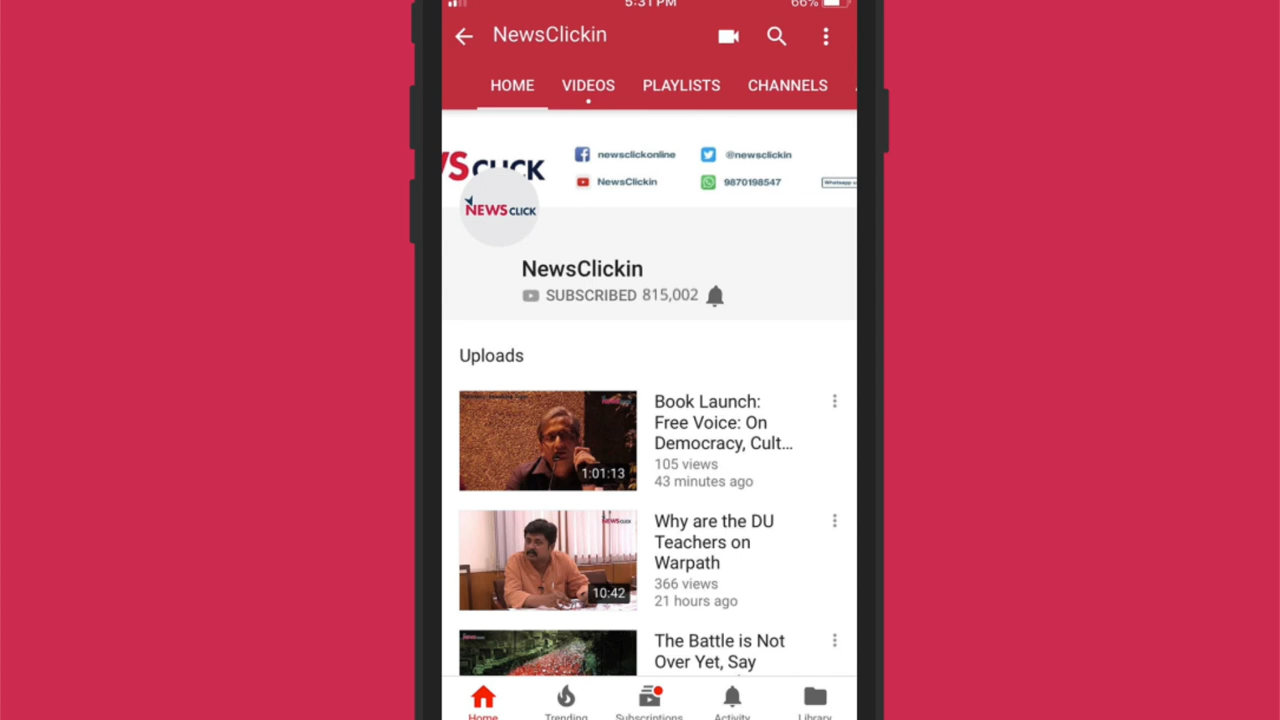 5:31 PM
66%
NewsClickin
HOME VIDEOS PLAYLISTS CHANNELS
CLICK
newsclickonline
@newsclickin
NewsClickin
9870198547
Whatsapp
NEWSCLICK
NewsClickin
SUBSCRIBED 815,002
Uploads
Book Launch:
Free Voice: On
Democracy, Cult...
105 views
43 minutes ago
1:01:13
Why are the DU
Teachers on
Warpath
366 views
21 hours ago
NEWSCLICK
10:42
The Battle is Not
Over Yet, Say
Home Trending Subscriptions Activity Library